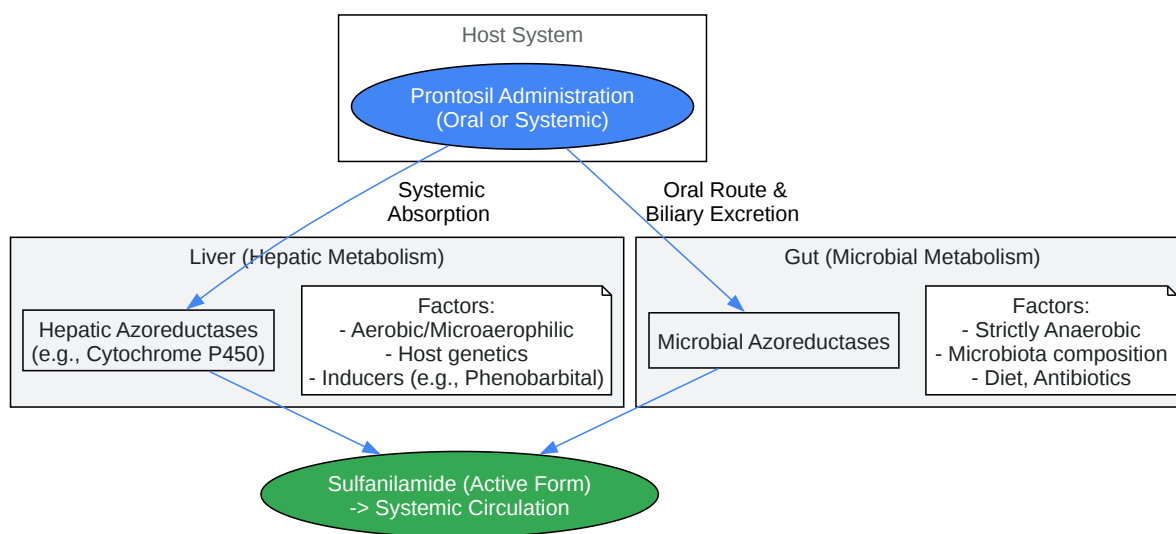 Host System
Prontosil Administration
(Oral or Systemic)
Systemic
Absorption
Oral Route &
Biliary Excretion
Liver (Hepatic Metabolism)
Hepatic Azoreductases
(e.g., Cytochrome P450)
Factors:
- Aerobic/Microaerophilic
- Host genetics
- Inducers (e.g., Phenobarbital)
Gut (Microbial Metabolism)
Microbial Azoreductases
Factors:
- Strictly Anaerobic
- Microbiota composition
- Diet, Antibiotics
Sulfanilamide (Active Form)
-> Systemic Circulation